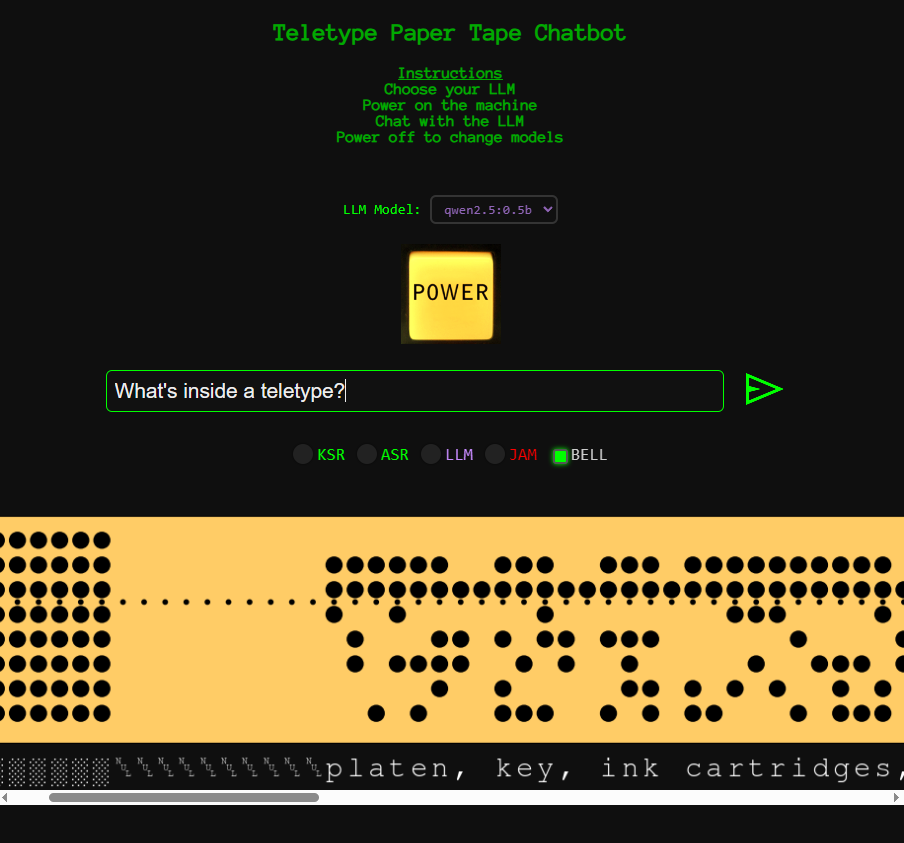 Teletype Paper Tape Chatbot
Instructions
Choose your LLM
Power on the machine
Chat with the LLM
Power off to change models
LLM Model: qwen2.5:0.5b
POWER
What's inside a teletype?
KSR ASR LLM JAM BELL
␀␀␀␀␀␀␀␀␀␀platen, key, ink cartridges,